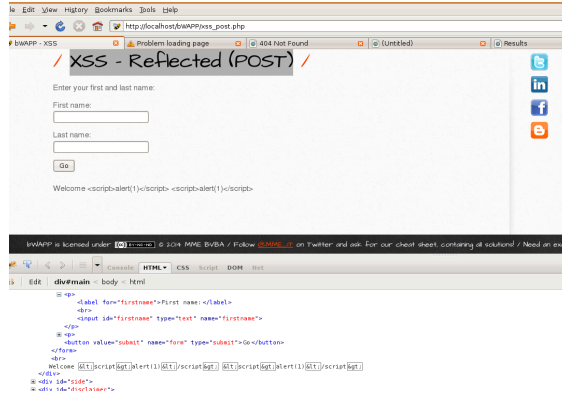 le Edit View History Bookmarks Tools Help
http://localhost/bWAPP/xss_post.php
bWAPP - XSS Problem loading page 404 Not Found (Untitled) Results
/ XSS - Reflected (POST) /
Enter your first and last name:
First name:
Last name:
Go
Welcome <script>alert(1)</script> <script>alert(1)</script>
bWAPP is licensed under © 2014 MME BVBA / Follow @MME_IT on Twitter and ask for our cheat sheet, containing all solutions! / Need an ex
Console HTML CSS Script DOM Net
Edit div#main < body < html
<p>
<label for="firstname">First name:</label>
<br>
<input id="firstname" type="text" name="firstname">
</p>
<p>
<button value="submit" name="form" type="submit">Go</button>
</form>
<br>
Welcome &lt;script&gt;alert(1)&lt;/script&gt; &lt;script&gt;alert(1)&lt;/script&gt;
</div>
<div id="side">
<div id="disclaimer">